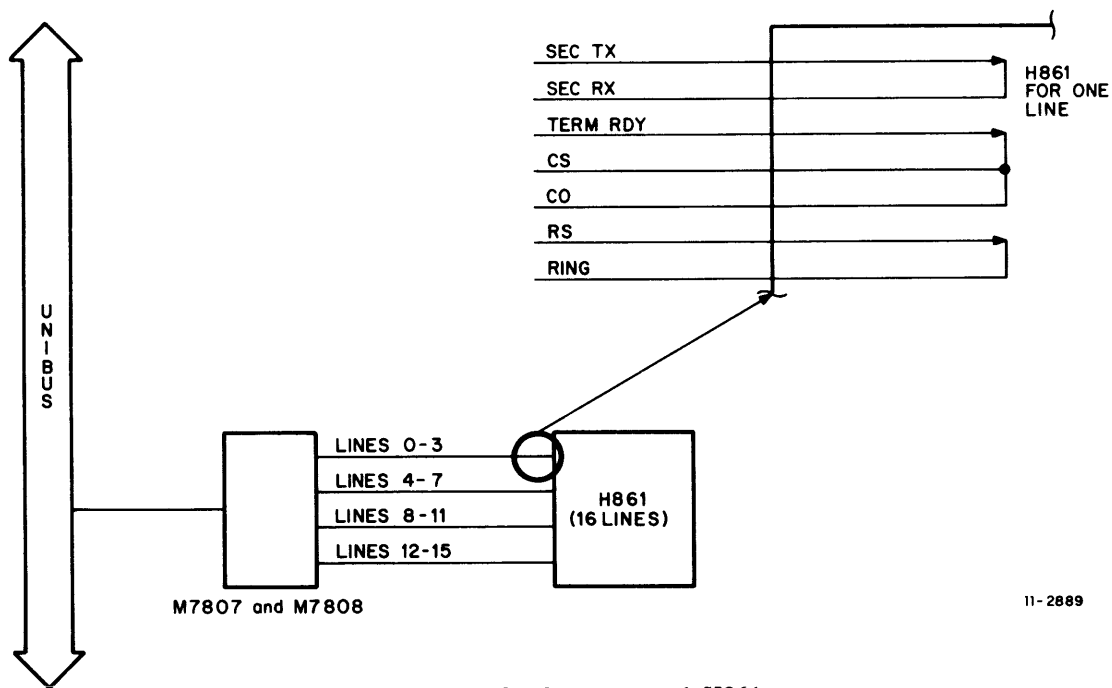 SEC TX
SEC RX
TERM RDY
CS
CO
RS
RING
H861
FOR ONE
LINE
UNIBUS
LINES 0-3
LINES 4-7
LINES 8-11
LINES 12-15
H861
(16 LINES)
M7807 and M7808
11-2889